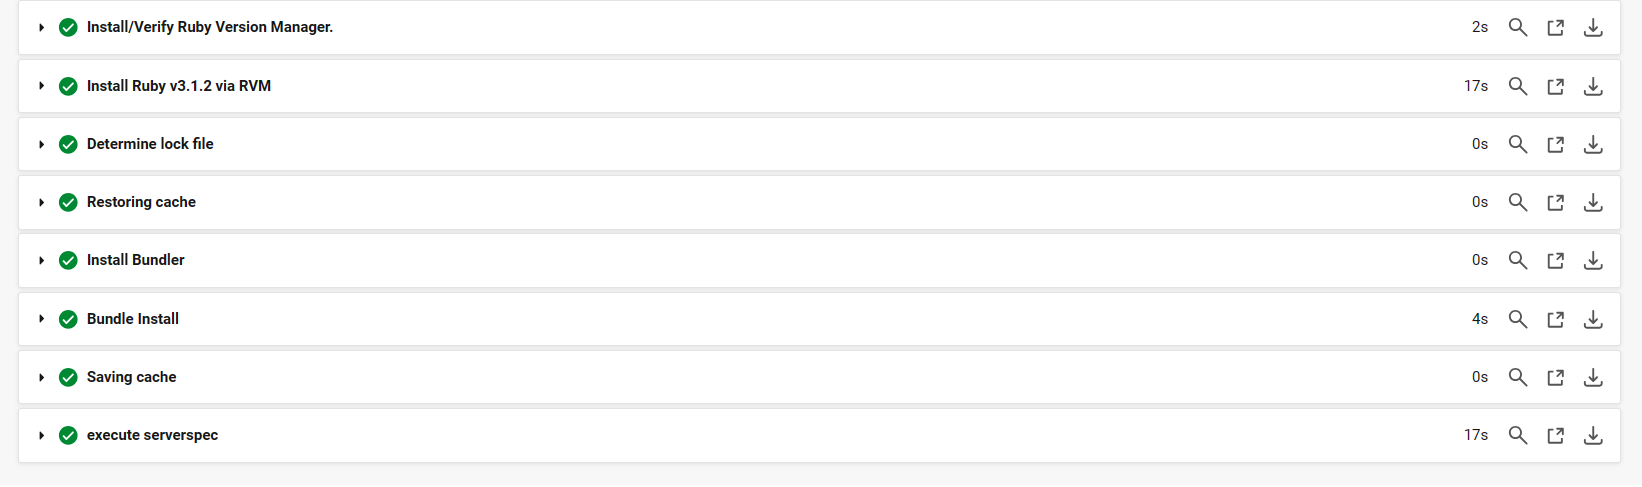 Install/Verify Ruby Version Manager. 2s
Install Ruby v3.1.2 via RVM 17s
Determine lock file 0s
Restoring cache 0s
Install Bundler 0s
Bundle Install 4s
Saving cache 0s
execute serverspec 17s